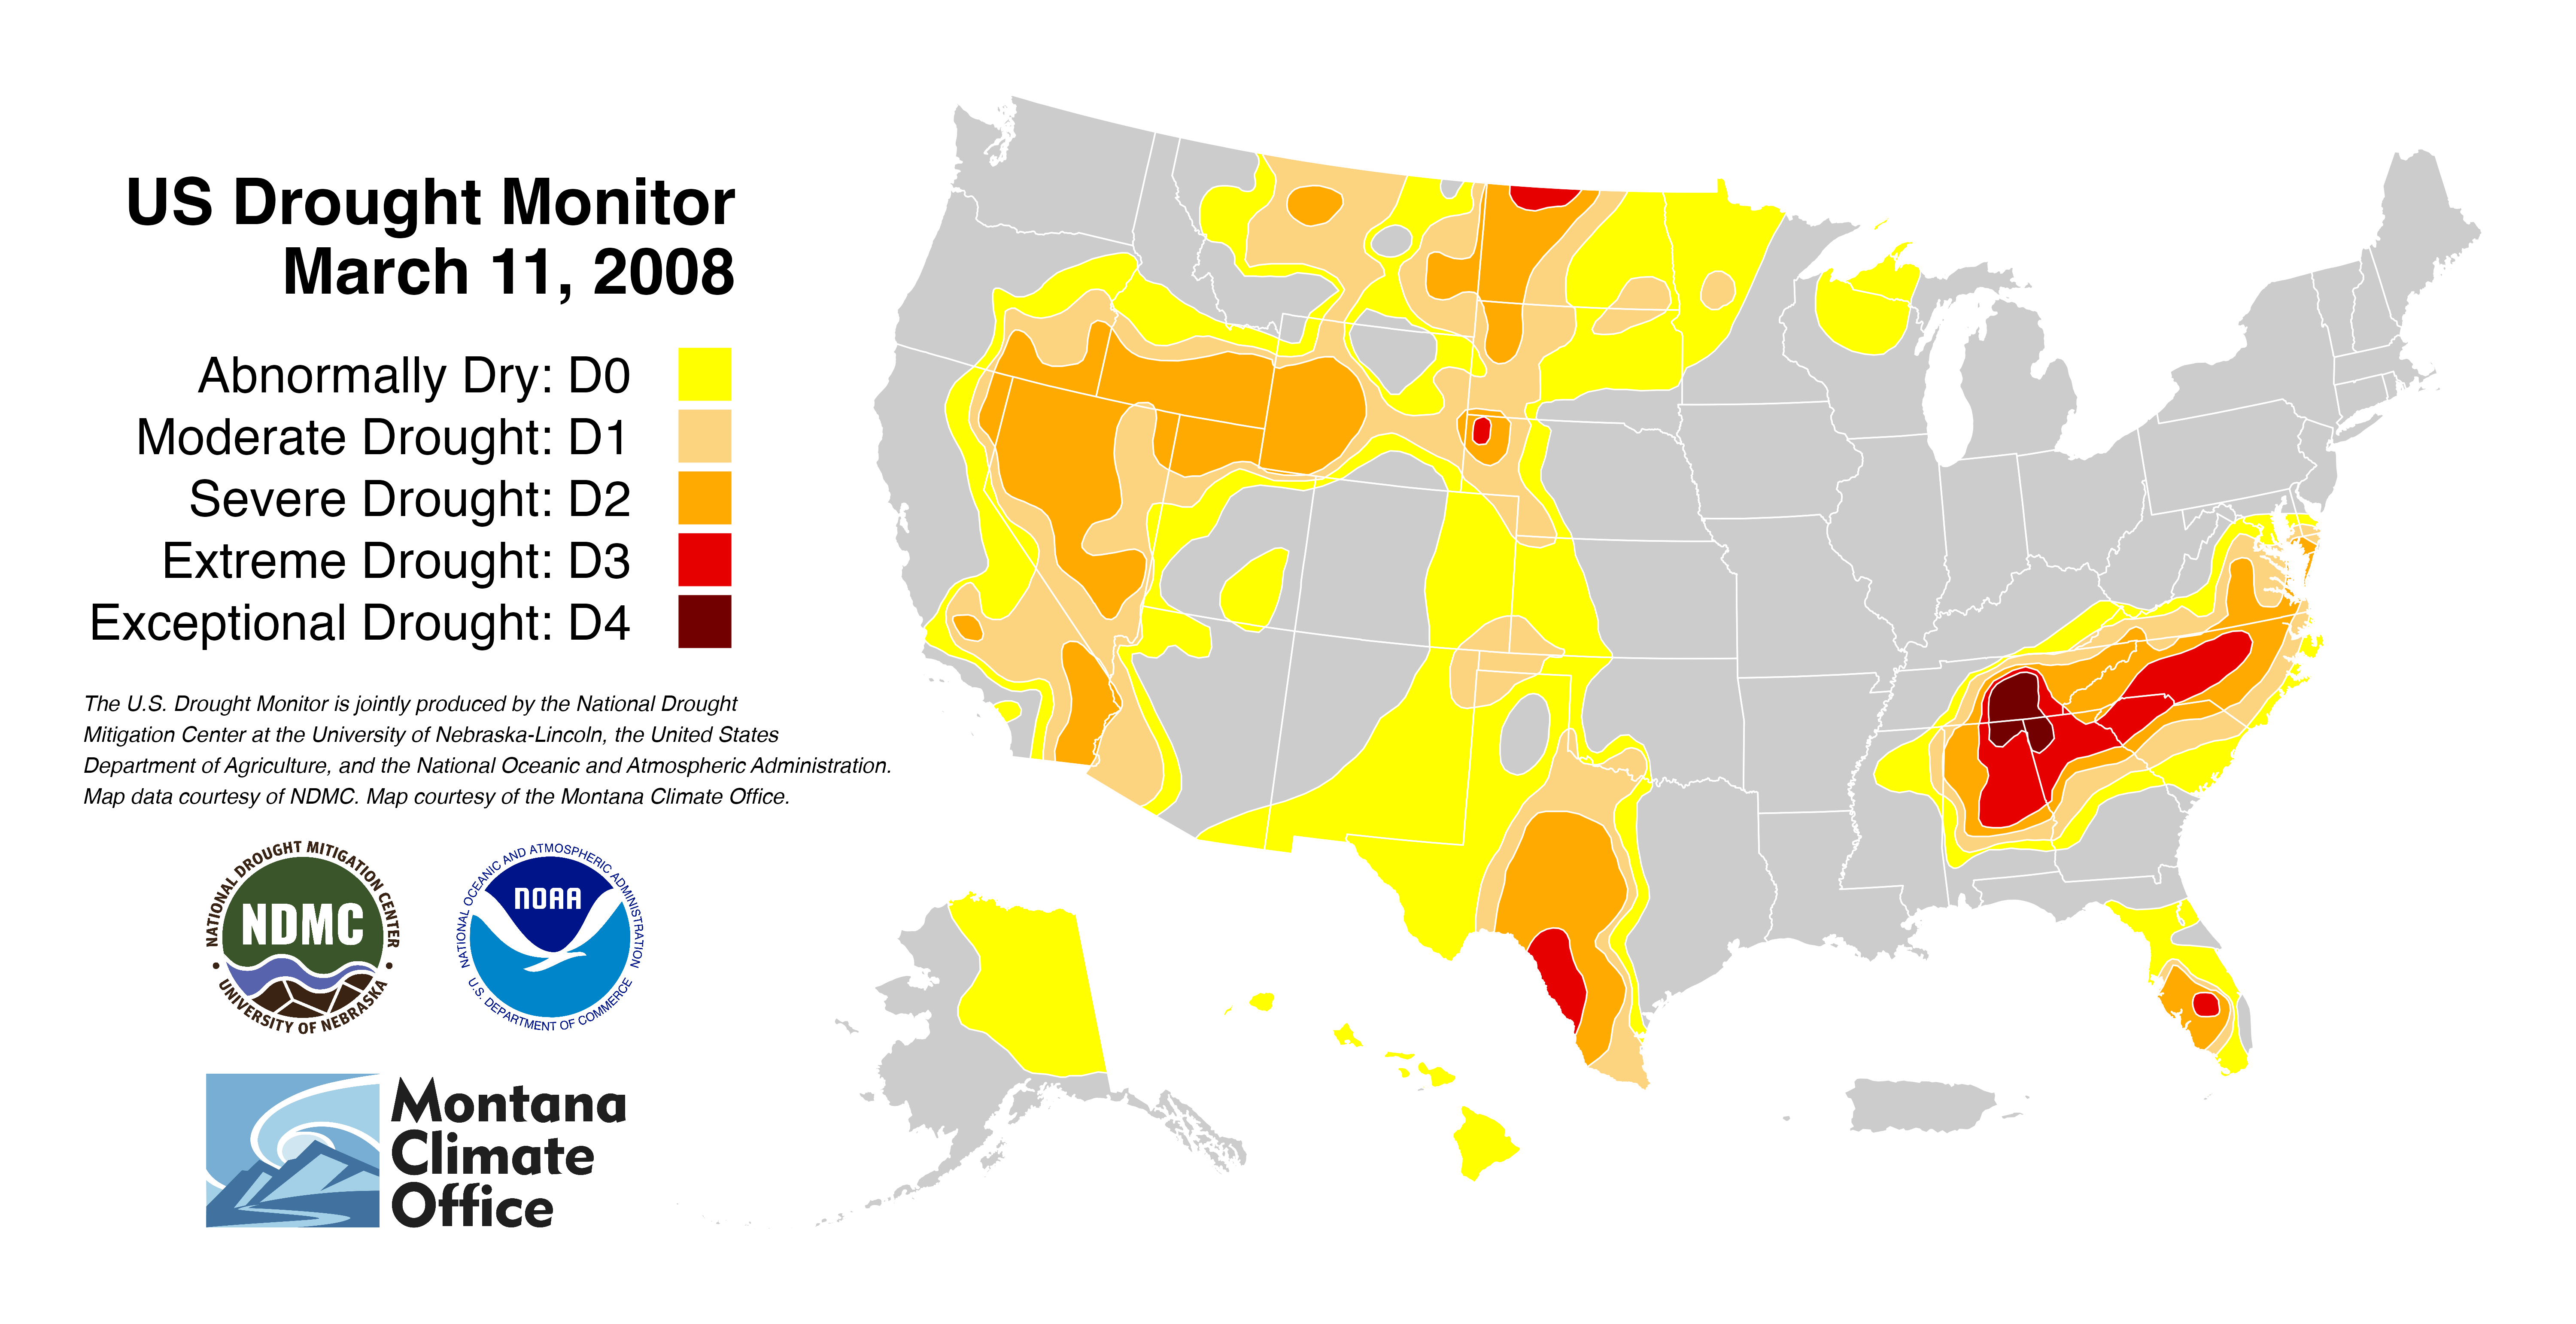 US Drought Monitor
March 11, 2008
Abnormally Dry: D0
Moderate Drought: D1
Severe Drought: D2
Extreme Drought: D3
Exceptional Drought: D4
The U.S. Drought Monitor is jointly produced by the National Drought
Mitigation Center at the University of Nebraska-Lincoln, the United States
Department of Agriculture, and the National Oceanic and Atmospheric Administration.
Map data courtesy of NDMC. Map courtesy of the Montana Climate Office.
NATIONAL DROUGHT MITIGATION CENTER
NDMC
UNIVERSITY OF NEBRASKA
NATIONAL OCEANIC AND ATMOSPHERIC ADMINISTRATION
NOAA
U.S. DEPARTMENT OF COMMERCE
Montana
Climate
Office